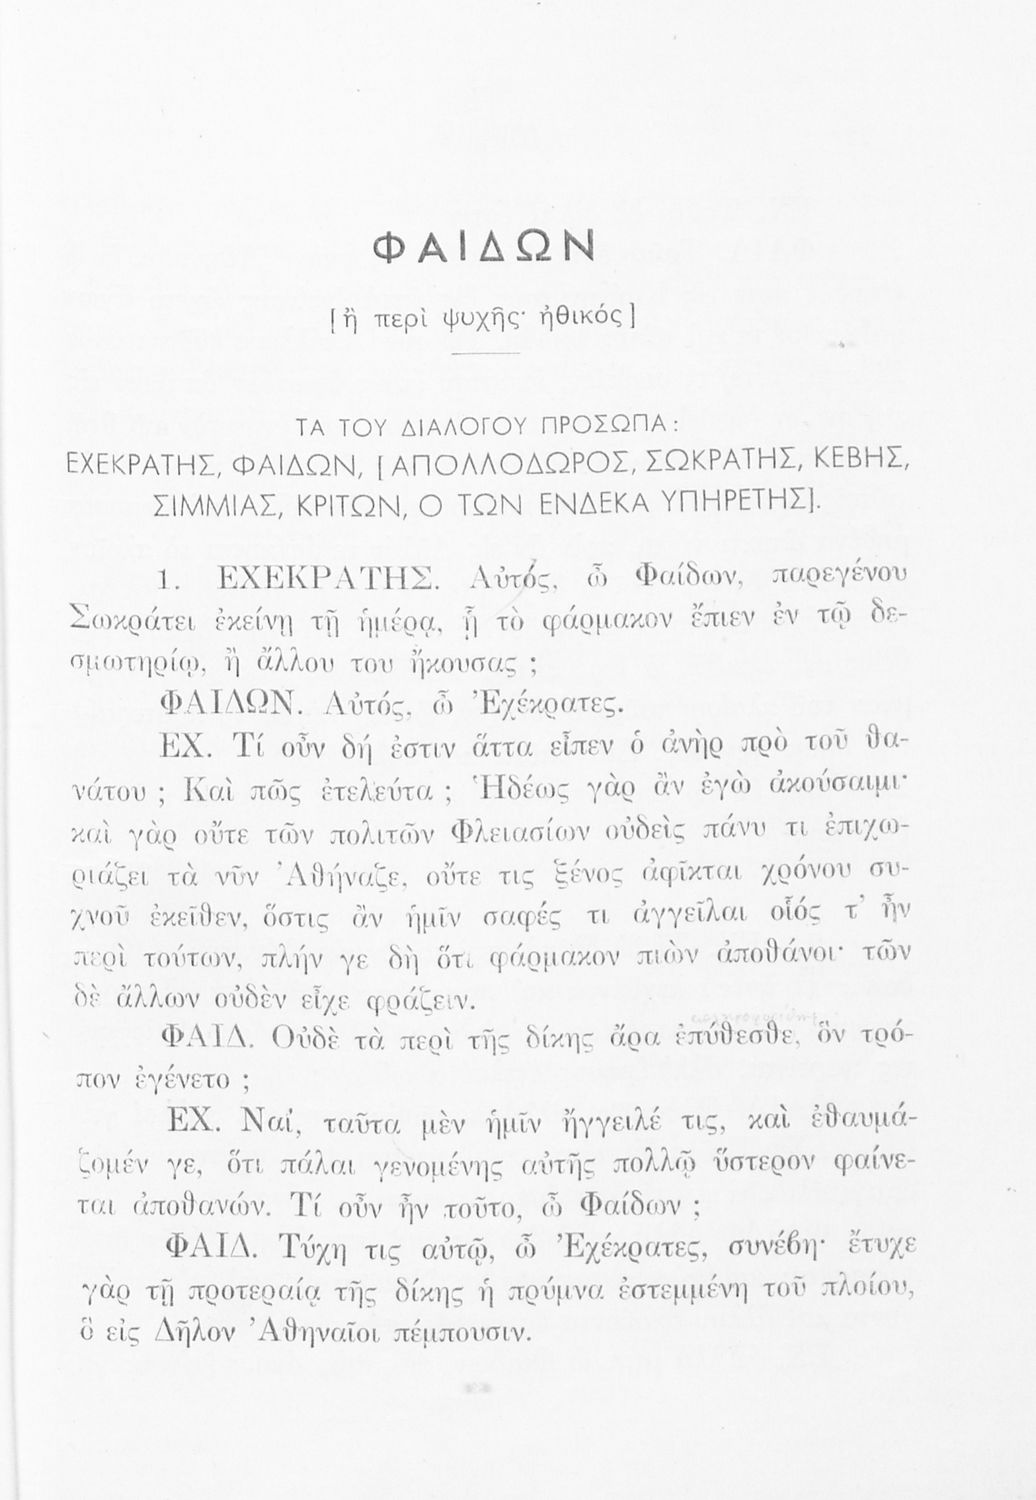 ΦΑΙΔΩΝ
[ἢ περὶ ψυχῆς· ἠθικός]
ΤΑ ΤΟΥ ΔΙΑΛΟΓΟΥ ΠΡΟΣΩΠΑ:
ΕΧΕΚΡΑΤΗΣ, ΦΑΙΔΩΝ, [ΑΠΟΛΛΟΔΩΡΟΣ, ΣΩΚΡΑΤΗΣ, ΚΕΒΗΣ,
ΣΙΜΜΙΑΣ, ΚΡΙΤΩΝ, Ο ΤΩΝ ΕΝΔΕΚΑ ΥΠΗΡΕΤΗΣ].
1. ΕΧΕΚΡΑΤΗΣ. Αὐτός, ὦ Φαίδων, παρεγένου
Σωκράτει ἐκείνῃ τῇ ἡμέρᾳ, ᾗ τὸ φάρμακον ἔπιεν ἐν τῷ δε-
σμωτηρίῳ, ἢ ἄλλου του ἤκουσας ;
ΦΑΙΔΩΝ. Αὐτός, ὦ Ἐχέκρατες.
ΕΧ. Τί οὖν δή ἐστιν ἅττα εἶπεν ὁ ἀνὴρ πρὸ τοῦ θα-
νάτου ; Καὶ πῶς ἐτελεύτα ; Ἡδέως γὰρ ἂν ἐγὼ ἀκούσαιμι·
καὶ γὰρ οὔτε τῶν πολιτῶν Φλειασίων οὐδεὶς πάνυ τι ἐπιχω-
ριάζει τὰ νῦν Ἀθήναζε, οὔτε τις ξένος ἀφῖκται χρόνου συ-
χνοῦ ἐκεῖθεν, ὅστις ἂν ἡμῖν σαφές τι ἀγγεῖλαι οἷός τ᾽ ἦν
περὶ τούτων, πλήν γε δὴ ὅτι φάρμακον πιὼν ἀποθάνοι· τῶν
δὲ ἄλλων οὐδὲν εἶχε φράζειν.
ΦΑΙΔ. Οὐδὲ τὰ περὶ τῆς δίκης ἄρα ἐπύθεσθε, ὃν τρό-
πον ἐγένετο ;
ΕΧ. Ναί, ταῦτα μὲν ἡμῖν ἤγγειλέ τις, καὶ ἐθαυμά-
ζομέν γε, ὅτι πάλαι γενομένης αὐτῆς πολλῷ ὕστερον φαίνε-
ται ἀποθανών. Τί οὖν ἦν τοῦτο, ὦ Φαίδων ;
ΦΑΙΔ. Τύχη τις αὐτῷ, ὦ Ἐχέκρατες, συνέβη· ἔτυχε
γὰρ τῇ προτεραίᾳ τῆς δίκης ἡ πρύμνα ἐστεμμένη τοῦ πλοίου,
ὃ εἰς Δῆλον Ἀθηναῖοι πέμπουσιν.